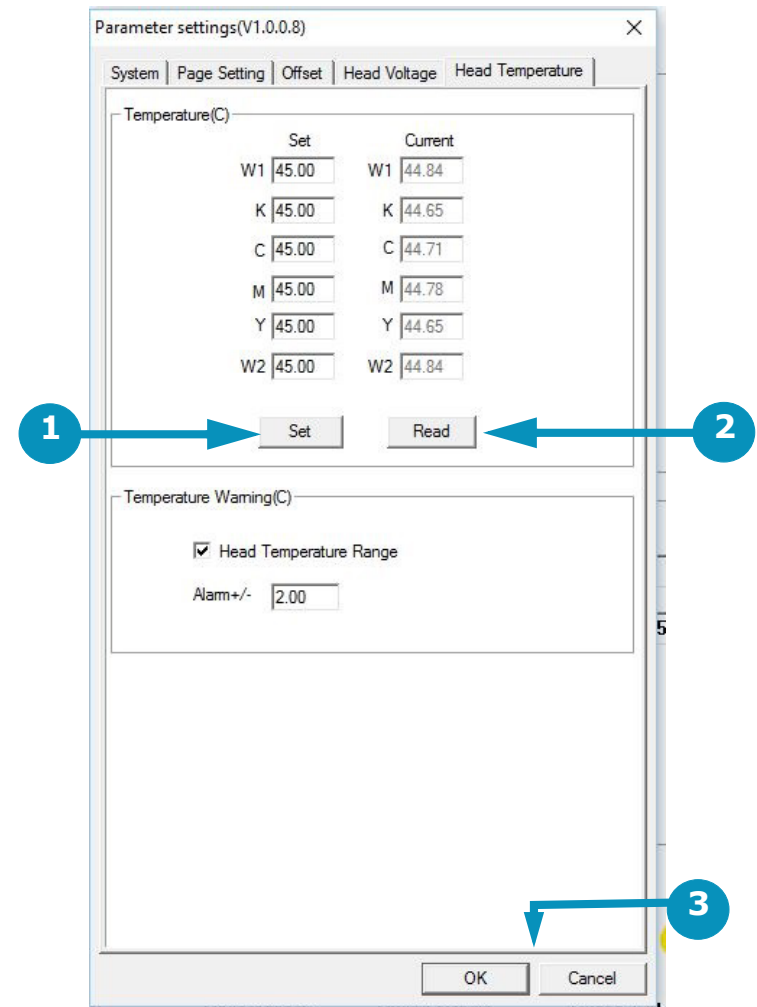 Parameter settings(V1.0.0.8)
System Page Setting Offset Head Voltage Head Temperature
Temperature(C)
Set Current
W1 45.00 W1 44.84
K 45.00 K 44.65
C 45.00 C 44.71
M 45.00 M 44.78
Y 45.00 Y 44.65
W2 45.00 W2 44.84
1 Set Read 2
Temperature Warning(C)
Head Temperature Range
Alarm+/- 2.00
5
3
OK Cancel